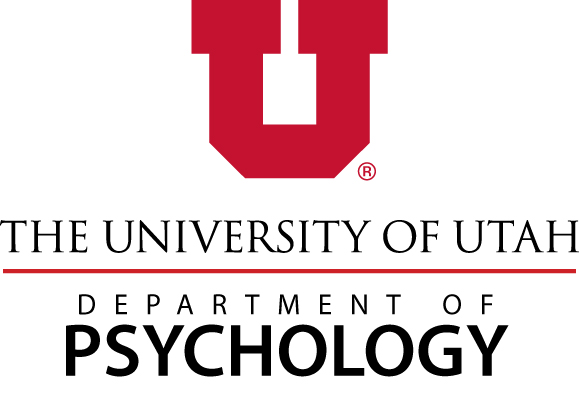 U®
THE UNIVERSITY OF UTAH
DEPARTMENT OF
PSYCHOLOGY